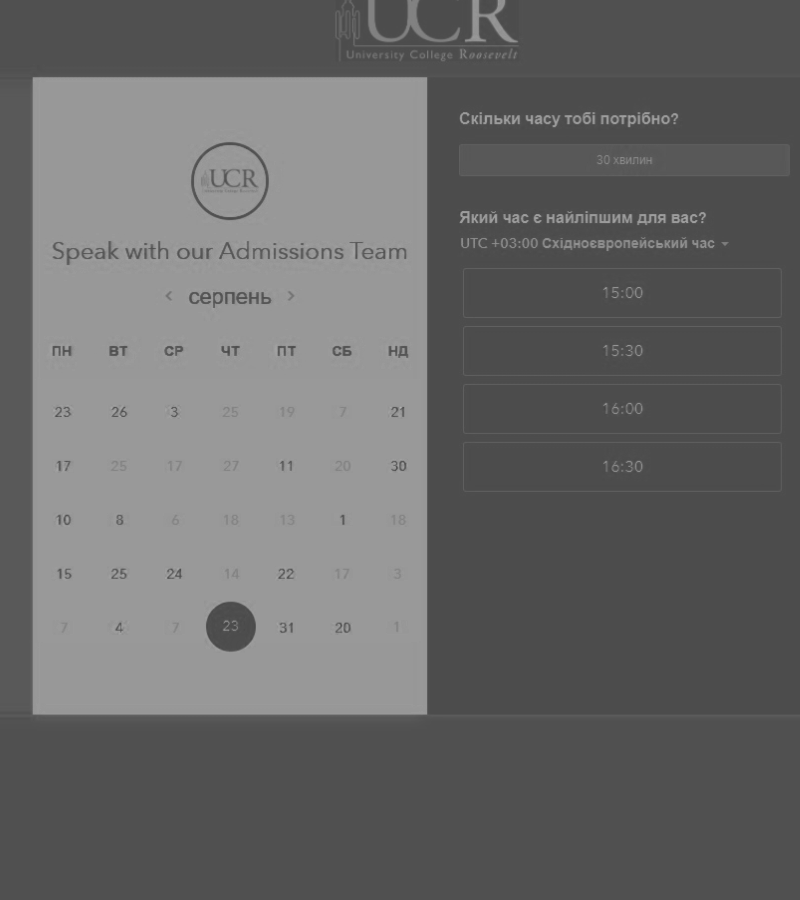 UCR
University College Roosevelt
UCR
Speak with our Admissions Team
серпень
ПН ВТ СР ЧТ ПТ СБ НД
23 26 3 25 19 7 21
17 25 17 27 11 20 30
10 8 6 18 13 1 18
15 25 24 14 22 17 3
7 4 7 23 31 20 1
Скільки часу тобі потрібно?
30 хвилин
Який час є найліпшим для вас?
UTC +03:00 Східноєвропейський час
15:00
15:30
16:00
16:30